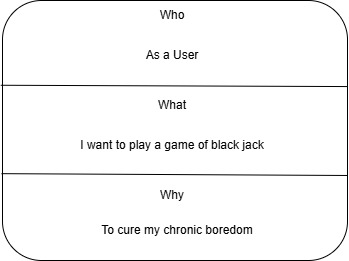 Who
As a User
What
I want to play a game of black jack
Why
To cure my chronic boredom